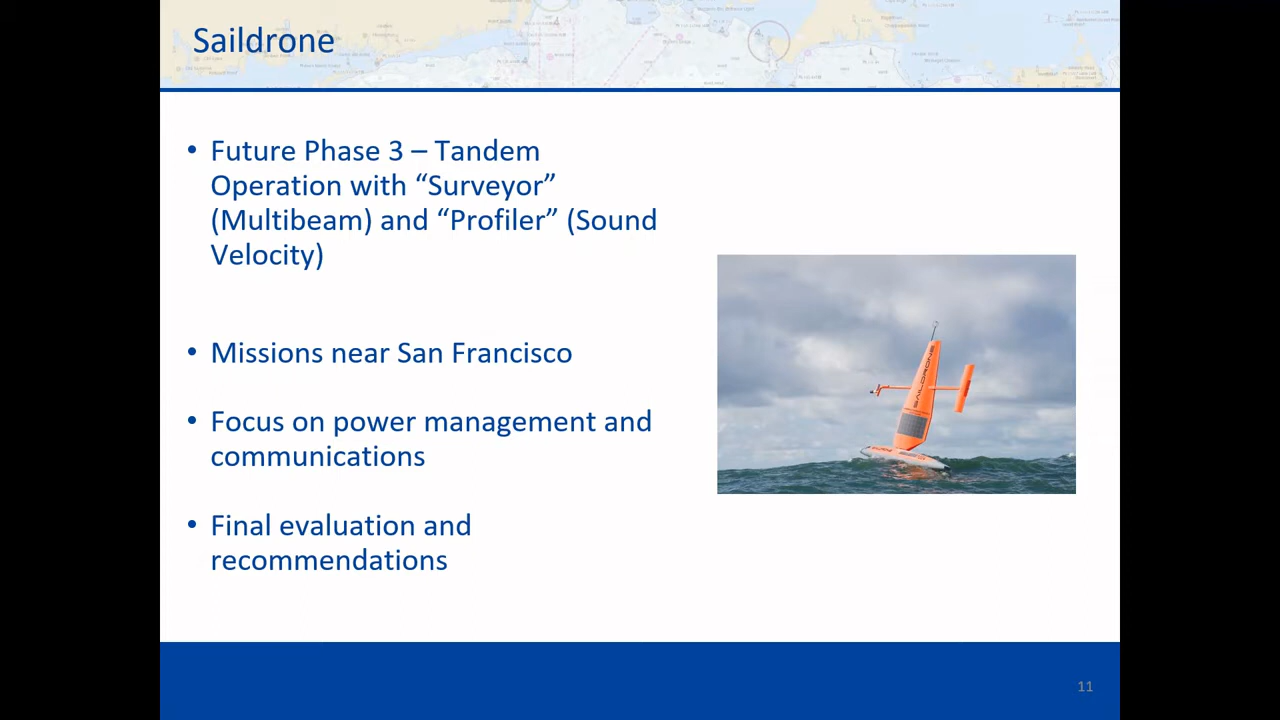 Saildrone
• Future Phase 3 – Tandem
Operation with “Surveyor”
(Multibeam) and “Profiler” (Sound
Velocity)
• Missions near San Francisco
• Focus on power management and
communications
• Final evaluation and
recommendations
SAILDRONE
11